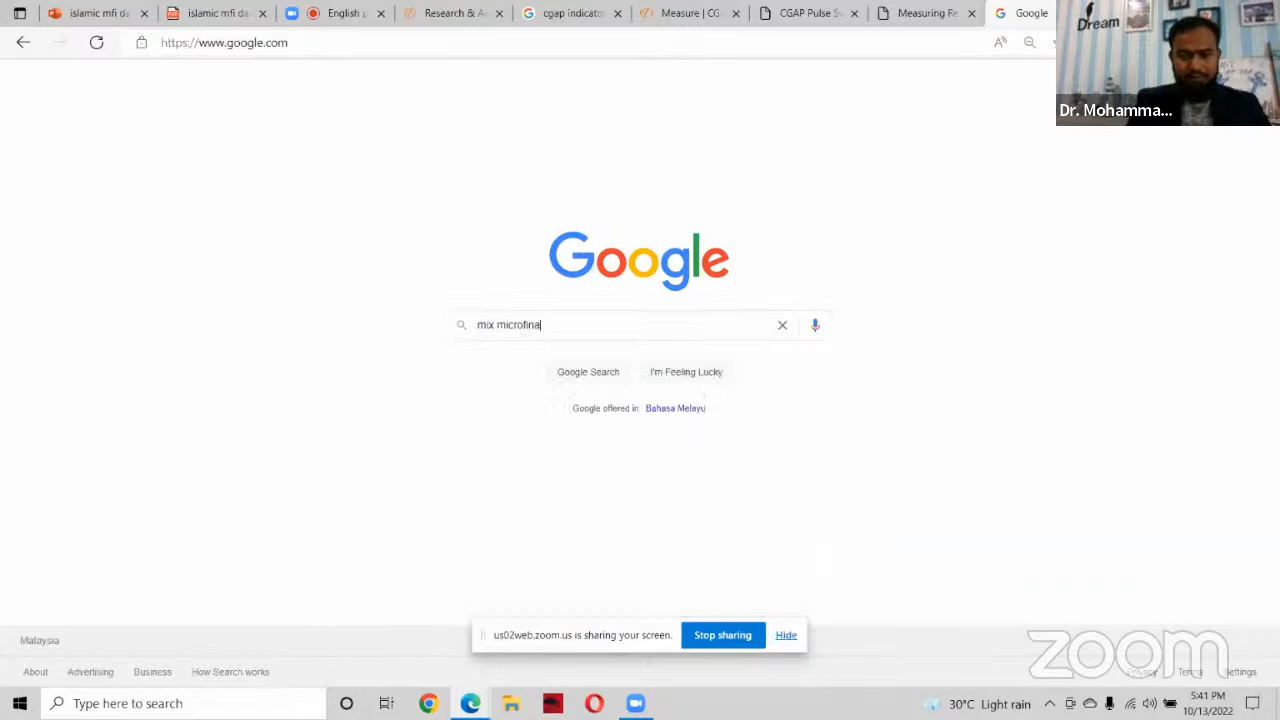 islamic mfi da
islamic mfi da
English p
Research &
cgap indicato
Measure | CG
CGAP Pulse S
Measuring Re
Google
https://www.google.com
Dream
Dr. Mohamma...
Google
mix microfina
Google Search
I'm Feeling Lucky
Google offered in: Bahasa Melayu
us02web.zoom.us is sharing your screen.
Stop sharing
Hide
Malaysia
zoom
About
Advertising
Business
How Search works
Privacy
Terms
Settings
Type here to search
30°C Light rain
5:41 PM
10/13/2022